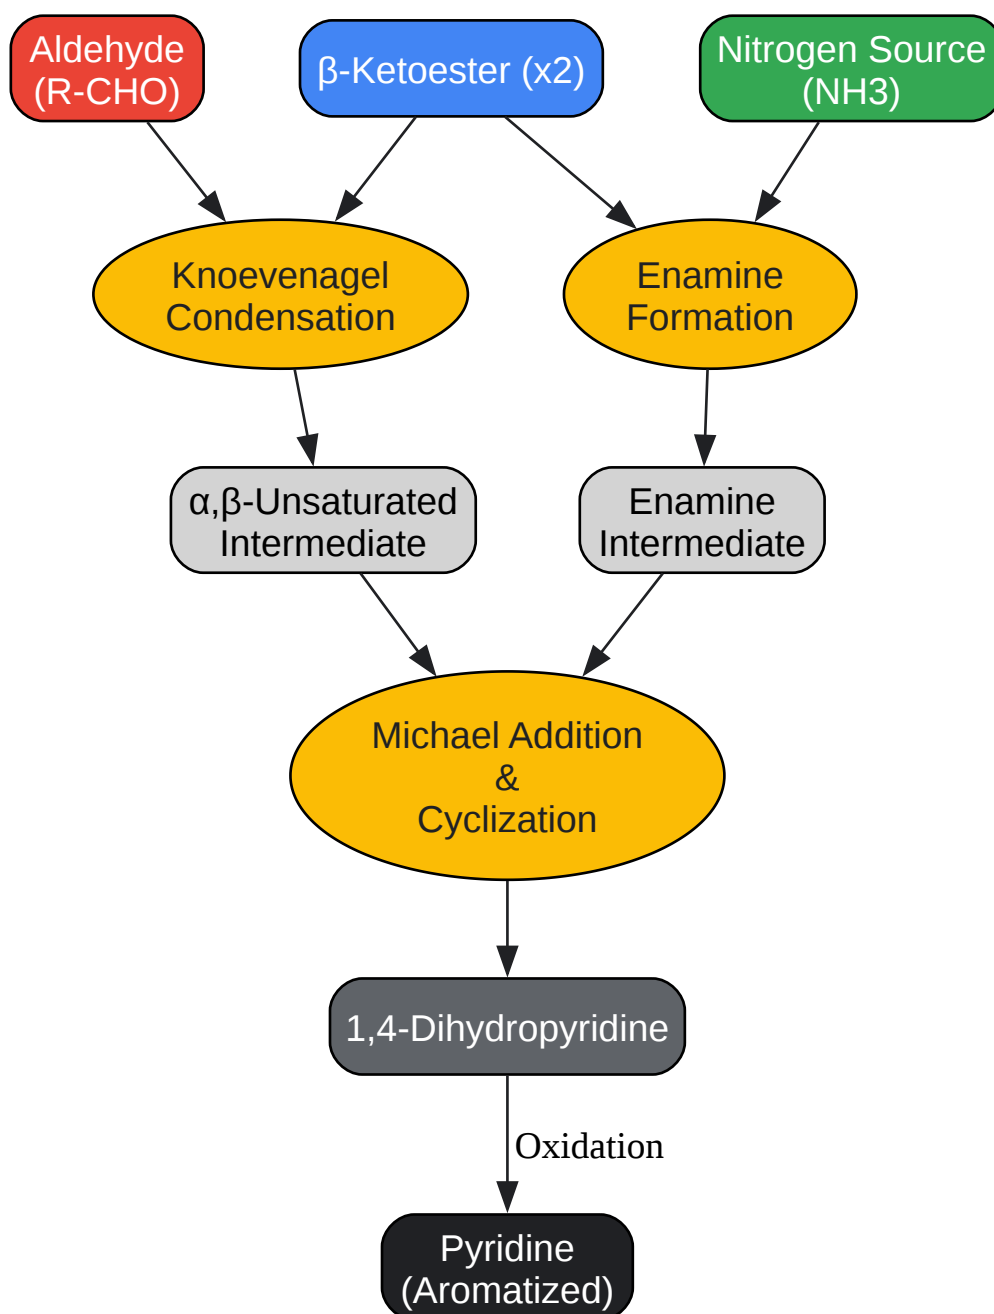 Aldehyde
(R-CHO)
β-Ketoester (x2)
Nitrogen Source
(NH3)
Knoevenagel
Condensation
Enamine
Formation
α,β-Unsaturated
Intermediate
Enamine
Intermediate
Michael Addition
&
Cyclization
1,4-Dihydropyridine
Oxidation
Pyridine
(Aromatized)